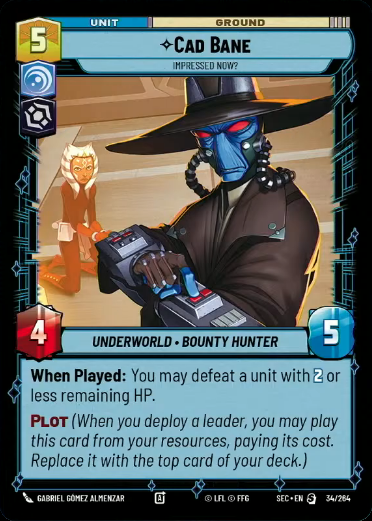 UNIT GROUND
5
✧CAD BANE
IMPRESSED NOW?
4
5
UNDERWORLD • BOUNTY HUNTER
When Played: You may defeat a unit with 2 or
less remaining HP.
PLOT (When you deploy a leader, you may play
this card from your resources, paying its cost.
Replace it with the top card of your deck.)
GABRIEL GÓMEZ ALMENZAR A © LFL © FFG SEC • EN 34/264